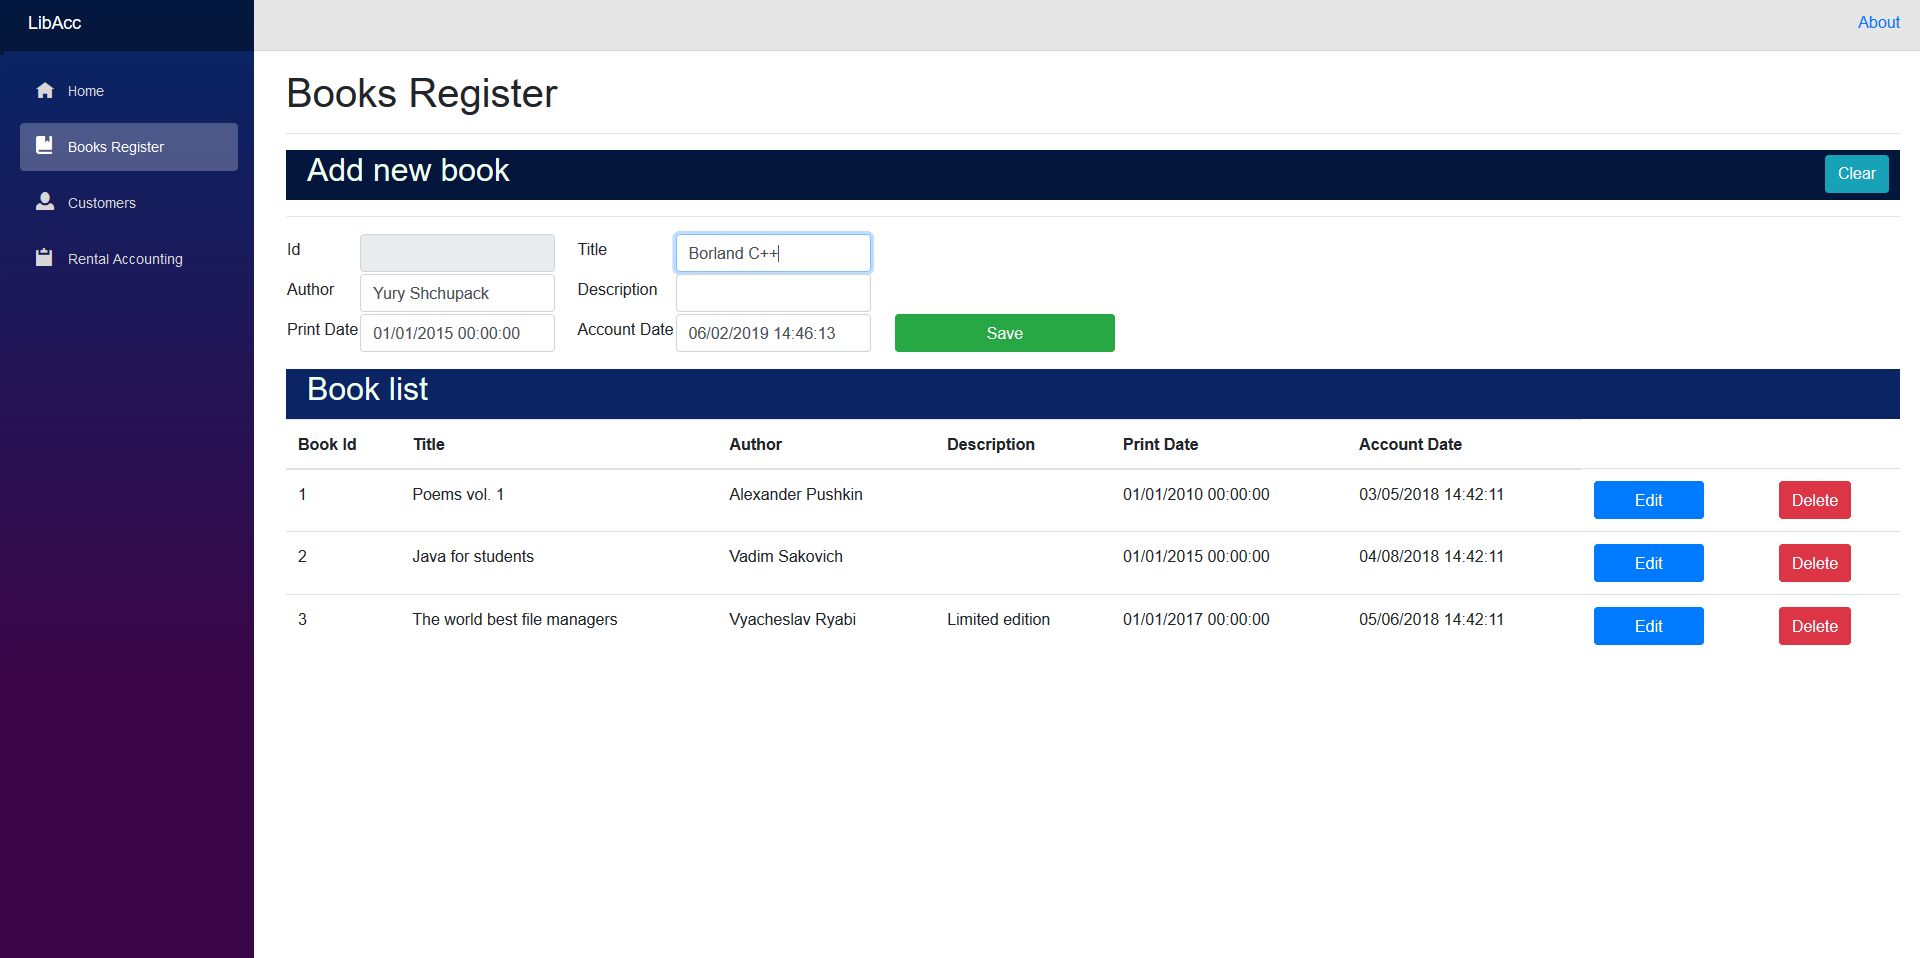 LibAcc
About
Home
Books Register
Customers
Rental Accounting
Books Register
Add new book Clear
Id Title Borland C++
Author Yury Shchupack Description
Print Date 01/01/2015 00:00:00 Account Date 06/02/2019 14:46:13 Save
Book list
Book Id Title Author Description Print Date Account Date
1 Poems vol. 1 Alexander Pushkin 01/01/2010 00:00:00 03/05/2018 14:42:11 Edit Delete
2 Java for students Vadim Sakovich 01/01/2015 00:00:00 04/08/2018 14:42:11 Edit Delete
3 The world best file managers Vyacheslav Ryabi Limited edition 01/01/2017 00:00:00 05/06/2018 14:42:11 Edit Delete